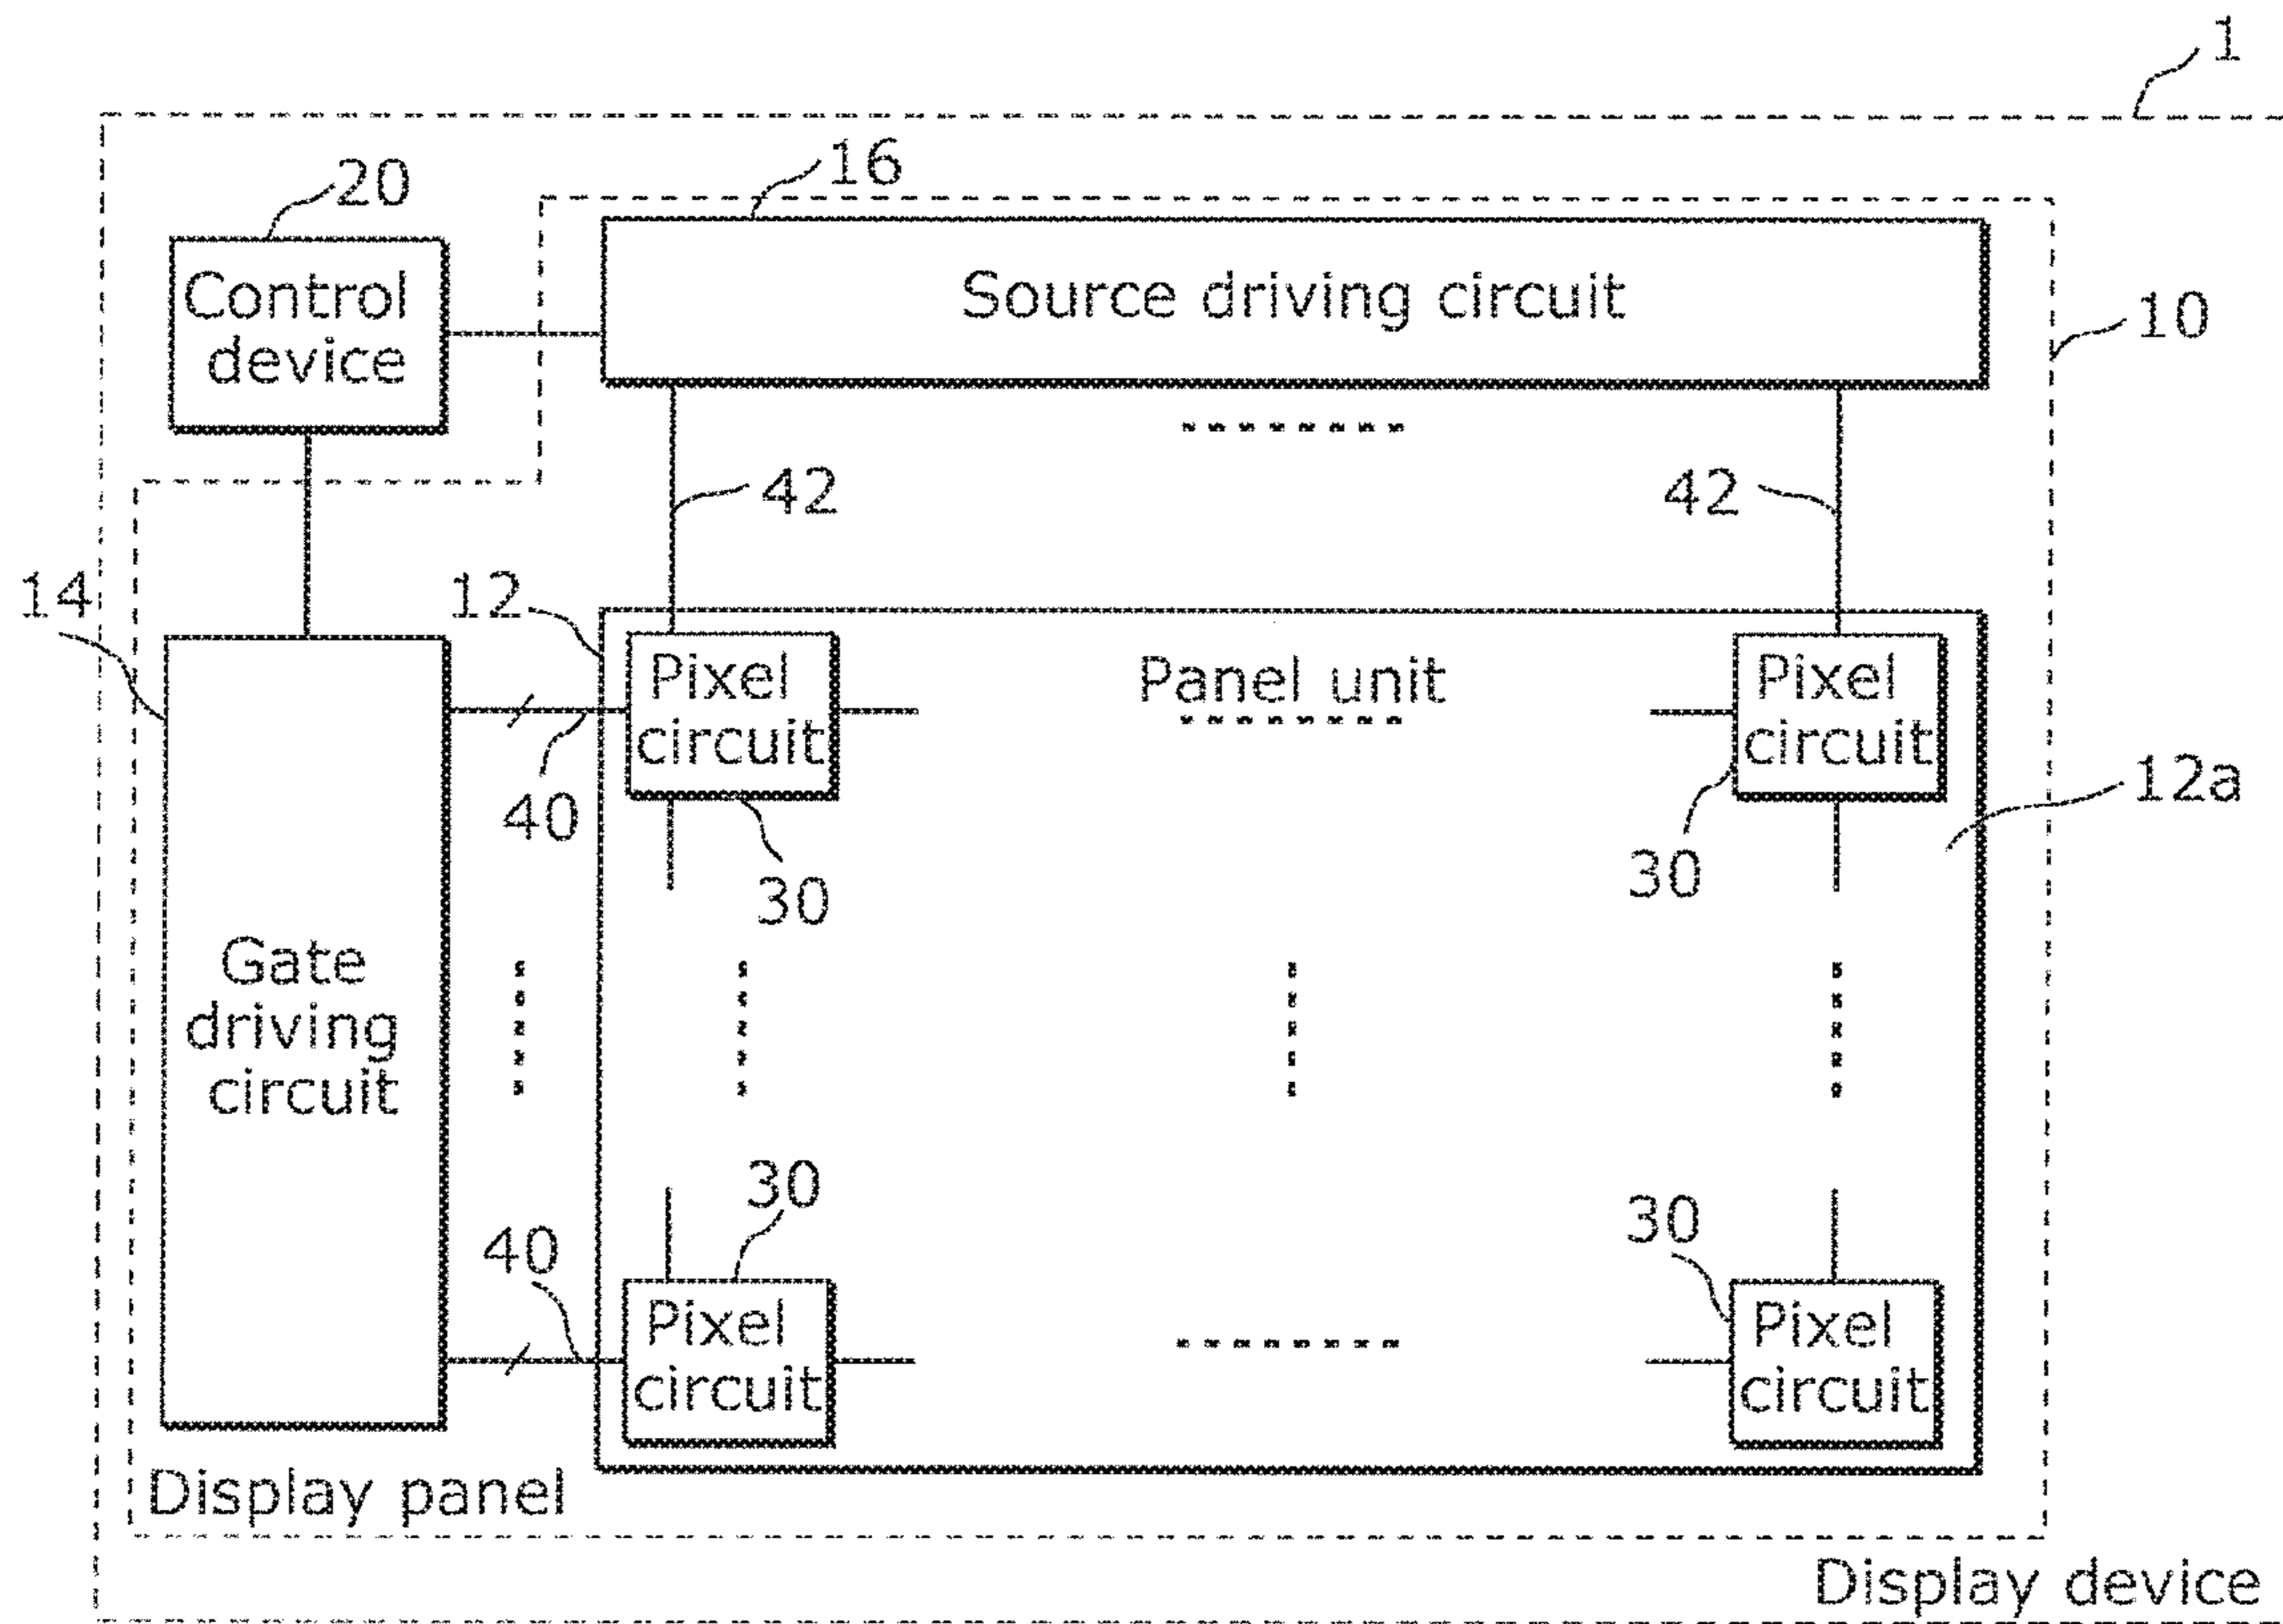 1
16
20
Control
device
Source driving circuit
10
42
42
14
12
Pixel
circuit
Panel unit
Pixel
circuit
12a
40
30
30
Gate
driving
circuit
30
30
40
Pixel
circuit
Pixel
circuit
Display panel
Display device